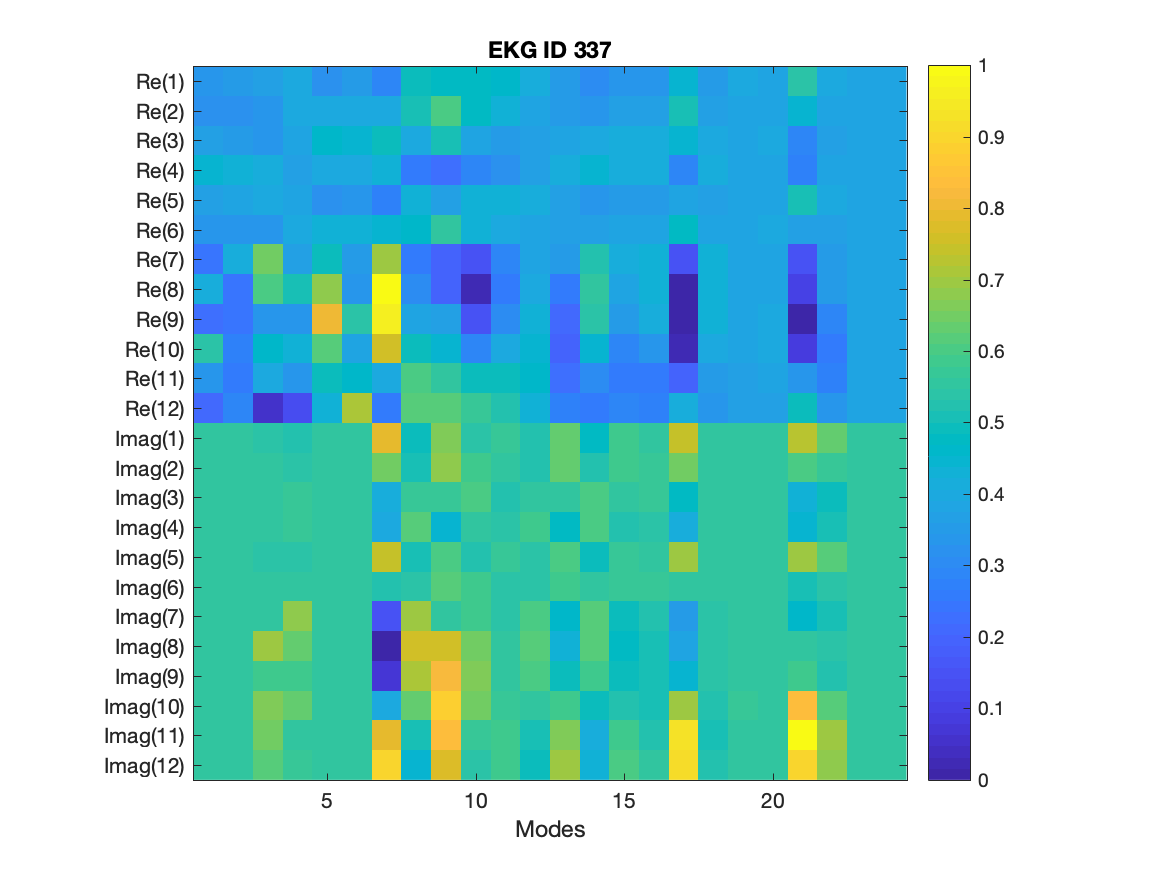 EKG ID 337
Re(1)
Re(2)
Re(3)
Re(4)
Re(5)
Re(6)
Re(7)
Re(8)
Re(9)
Re(10)
Re(11)
Re(12)
Imag(1)
Imag(2)
Imag(3)
Imag(4)
Imag(5)
Imag(6)
Imag(7)
Imag(8)
Imag(9)
Imag(10)
Imag(11)
Imag(12)
5 10 15 20
Modes
1
0.9
0.8
0.7
0.6
0.5
0.4
0.3
0.2
0.1
0